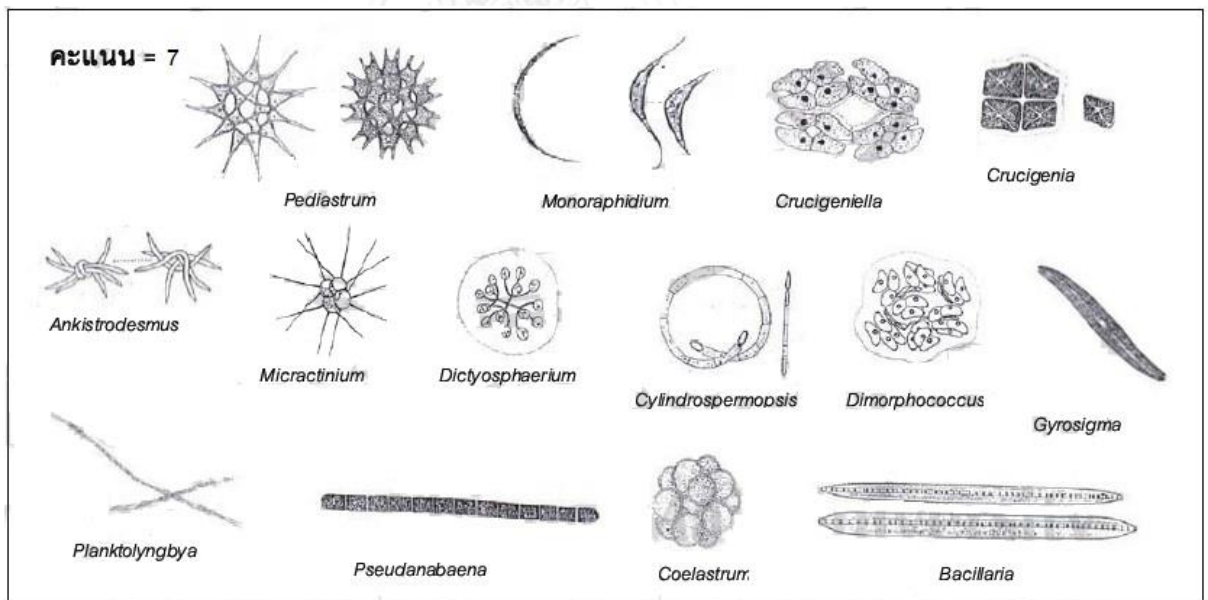 คะแนน = 7
Pediastrum
Monoraphidium
Crucigeniella
Crucigenia
Ankistrodesmus
Micractinium
Dictyosphaerium
Cylindrospermopsis
Dimorphococcus
Gyrosigma
Planktolyngbya
Pseudanabaena
Coelastrum
Bacillaria